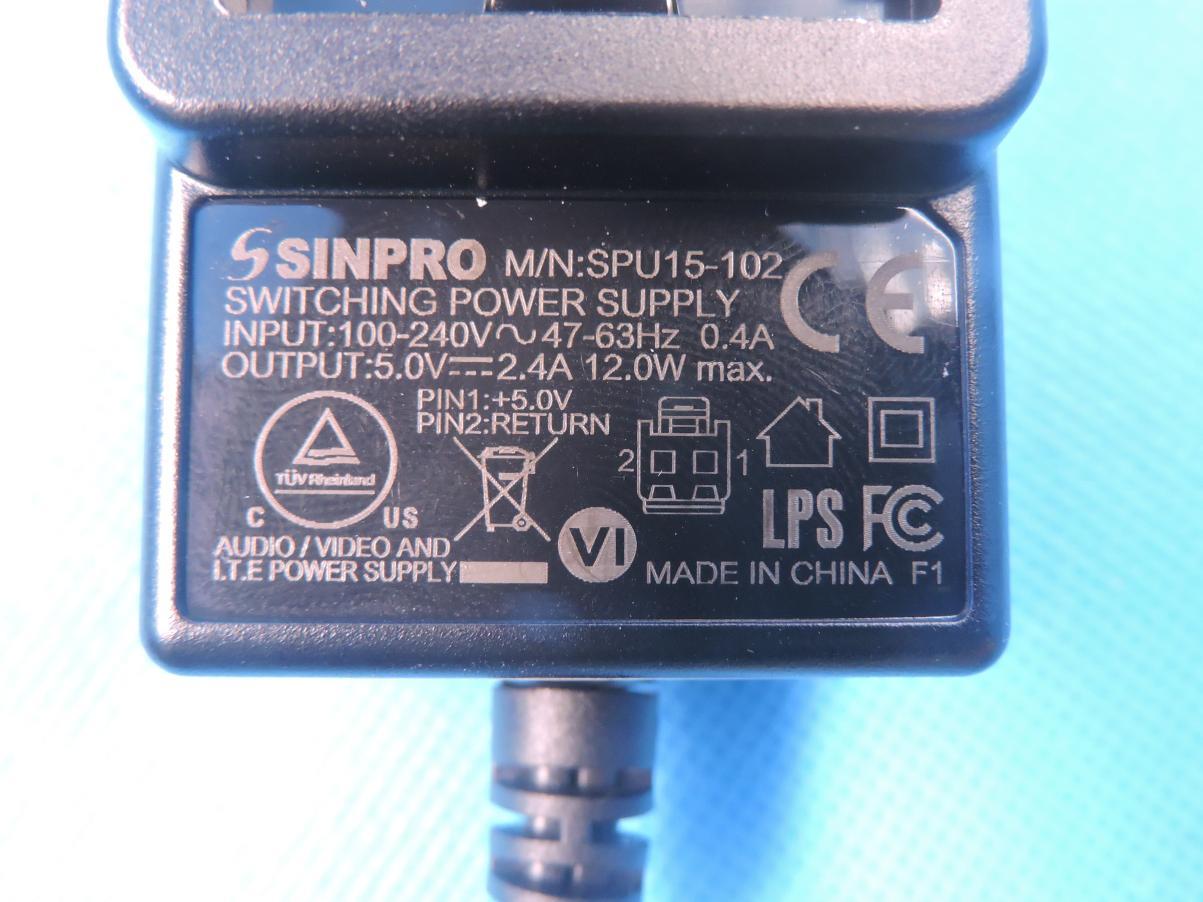 SINPRO M/N:SPU15-102
SWITCHING POWER SUPPLY
INPUT:100-240V∿47-63Hz 0.4A
OUTPUT:5.0V⎓2.4A 12.0W max.
CE
PIN1:+5.0V
PIN2:RETURN
TÜV Rheinland
C US
2 1
LPS FC
AUDIO / VIDEO AND
I.T.E POWER SUPPLY
VI
MADE IN CHINA F1